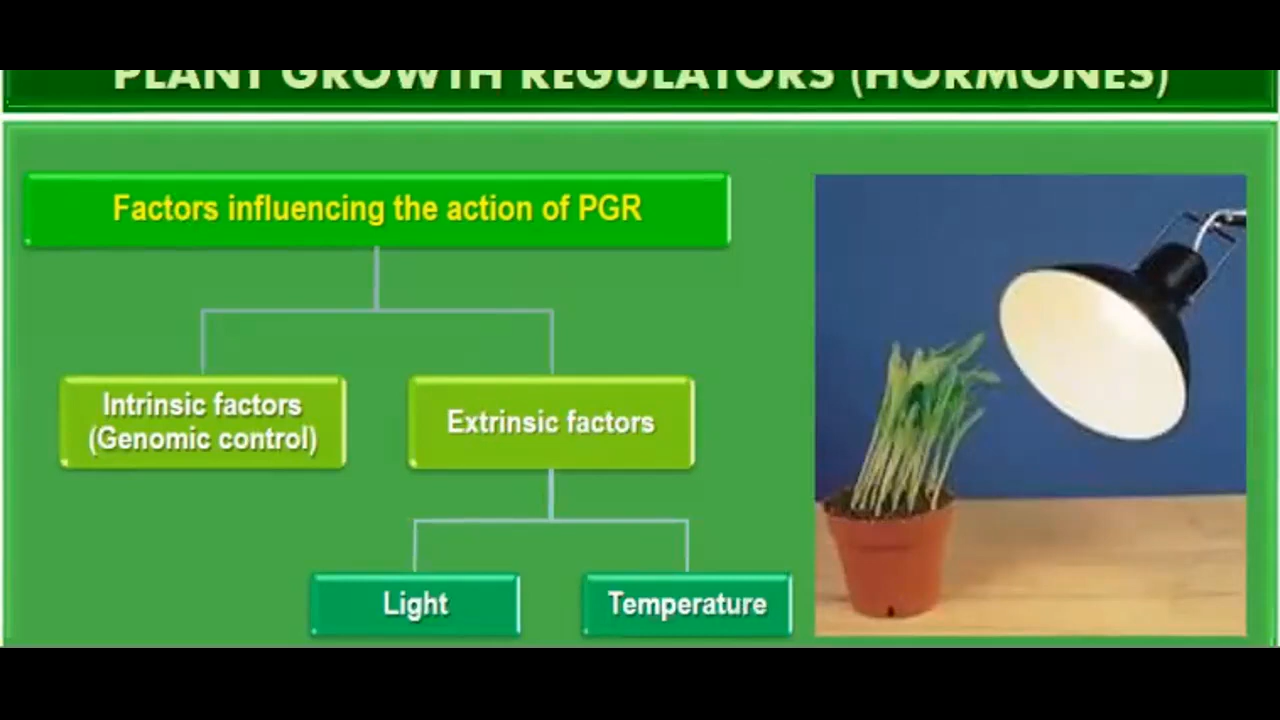 PLANT GROWTH REGULATORS (HORMONES)
Factors influencing the action of PGR
Intrinsic factors
(Genomic control)
Extrinsic factors
Light
Temperature